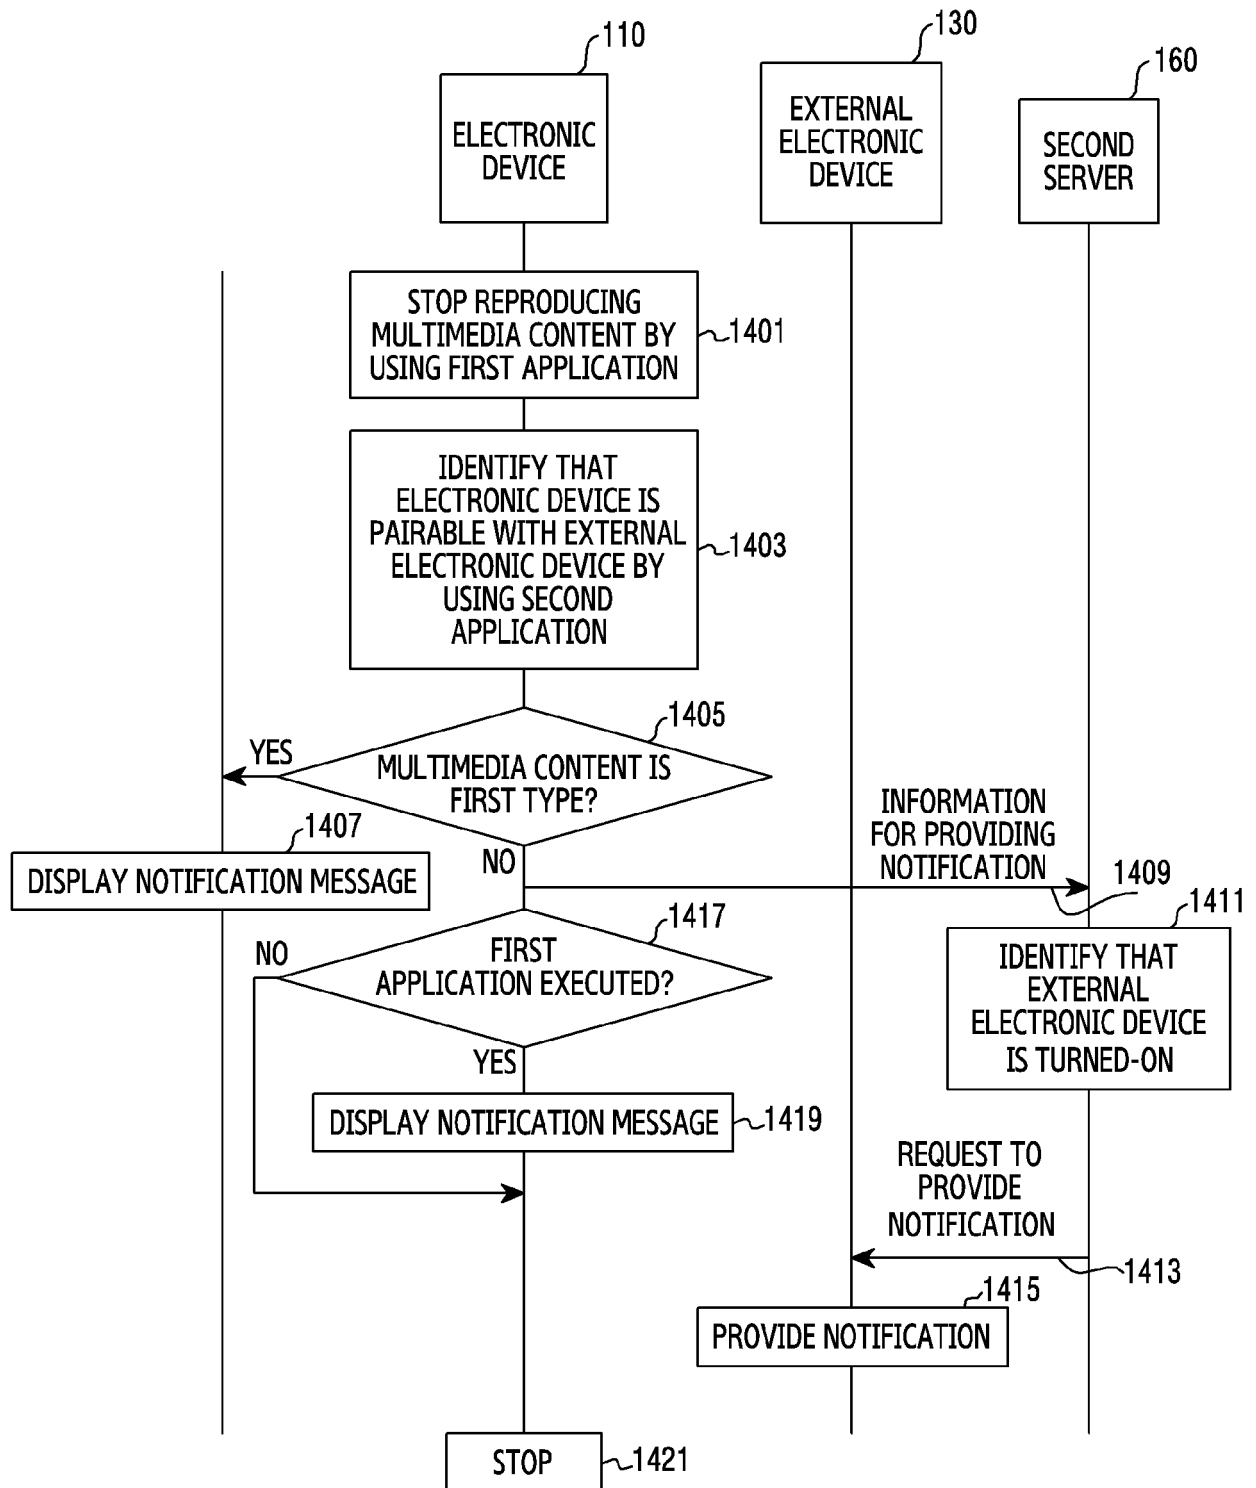 110
130
160
ELECTRONIC
DEVICE
EXTERNAL
ELECTRONIC
DEVICE
SECOND
SERVER
STOP REPRODUCING
MULTIMEDIA CONTENT BY
USING FIRST APPLICATION
1401
IDENTIFY THAT
ELECTRONIC DEVICE IS
PAIRABLE WITH EXTERNAL
ELECTRONIC DEVICE BY
USING SECOND
APPLICATION
1403
1405
YES
MULTIMEDIA CONTENT IS
FIRST TYPE?
1407
DISPLAY NOTIFICATION MESSAGE
NO
INFORMATION
FOR PROVIDING
NOTIFICATION
1409
1411
IDENTIFY THAT
EXTERNAL
ELECTRONIC DEVICE
IS TURNED-ON
1417
NO
FIRST
APPLICATION EXECUTED?
YES
DISPLAY NOTIFICATION MESSAGE
1419
REQUEST TO
PROVIDE
NOTIFICATION
1413
1415
PROVIDE NOTIFICATION
STOP
1421